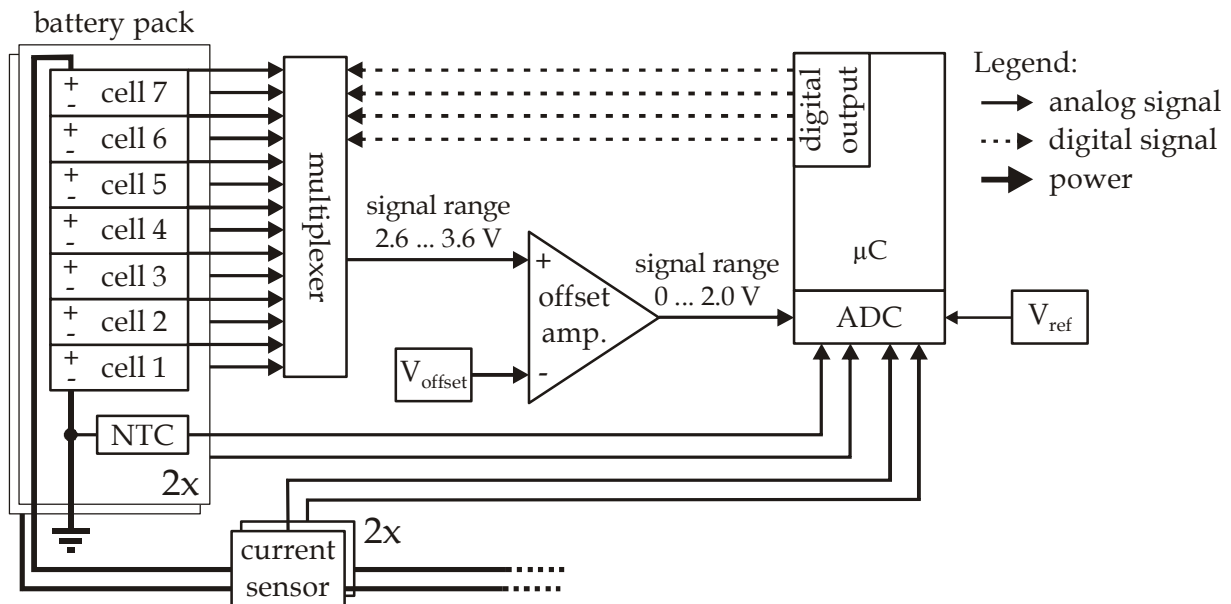 battery pack
+
-
cell 7
+
-
cell 6
+
-
cell 5
+
-
cell 4
+
-
cell 3
+
-
cell 2
+
-
cell 1
NTC
2x
multiplexer
signal range
2.6 ... 3.6 V
+
offset
amp.
-
Voffset
signal range
0 ... 2.0 V
digital
output
µC
ADC
Vref
Legend:
analog signal
digital signal
power
2x
current
sensor